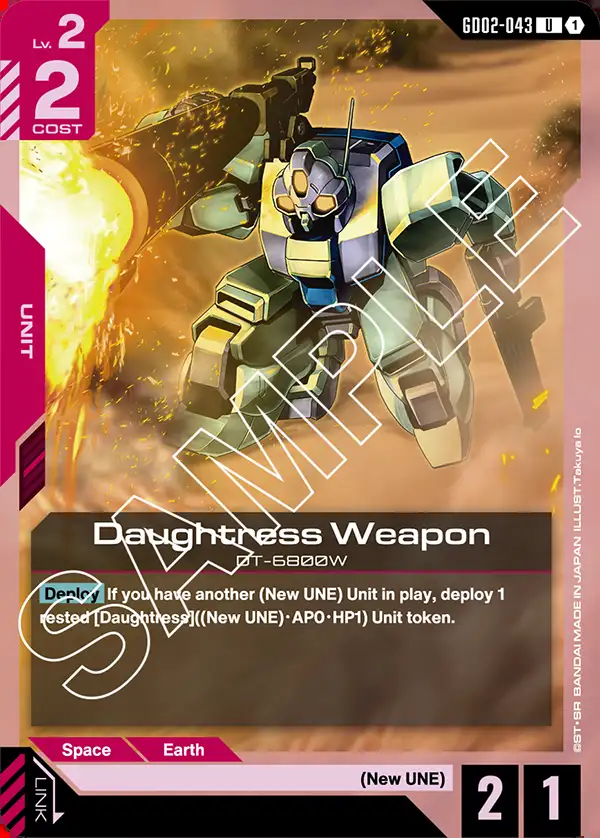 Lv. 2
GD02-043 U 1
2
COST
UNIT
SAMPLE
Daughtress Weapon
DT-6800W
Deploy If you have another (New UNE) Unit in play, deploy 1
rested [Daughtress]((New UNE)･AP0･HP1) Unit token.
©ST･SR BANDAI MADE IN JAPAN ILLUST.Takuya Io
Space Earth
LINK
(New UNE)
2 1